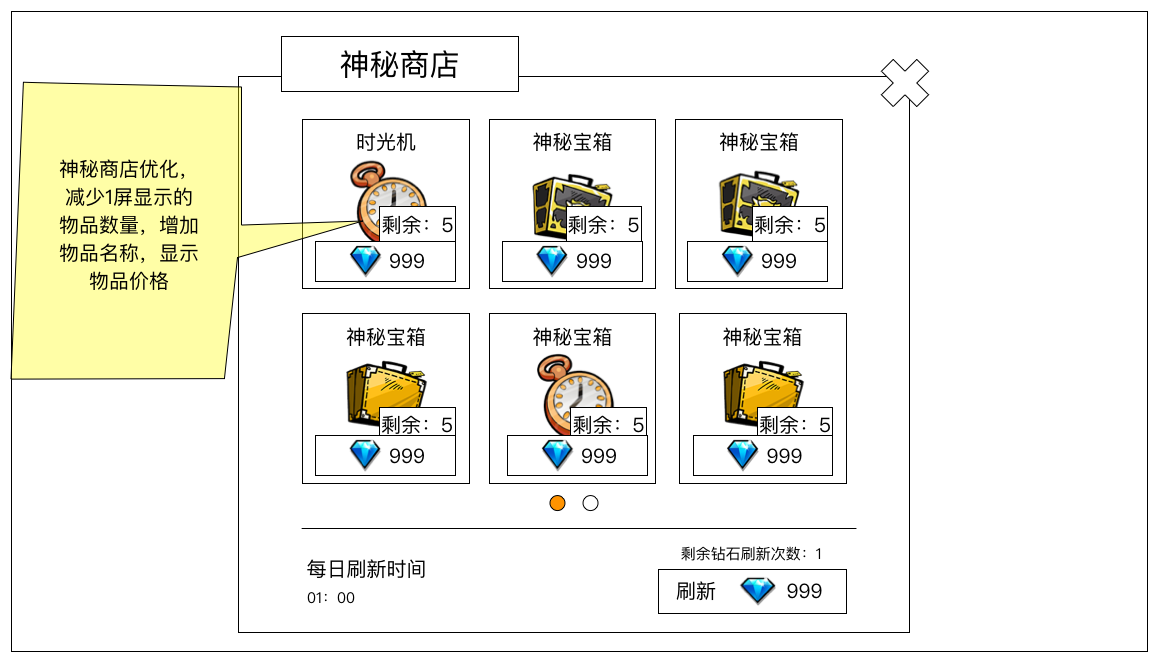 神秘商店
神秘商店优化，
减少1屏显示的
物品数量，增加
物品名称，显示
物品价格
时光机
剩余：5
999
神秘宝箱
剩余：5
999
神秘宝箱
剩余：5
999
神秘宝箱
剩余：5
999
神秘宝箱
剩余：5
999
神秘宝箱
剩余：5
999
每日刷新时间
01：00
剩余钻石刷新次数：1
刷新 999